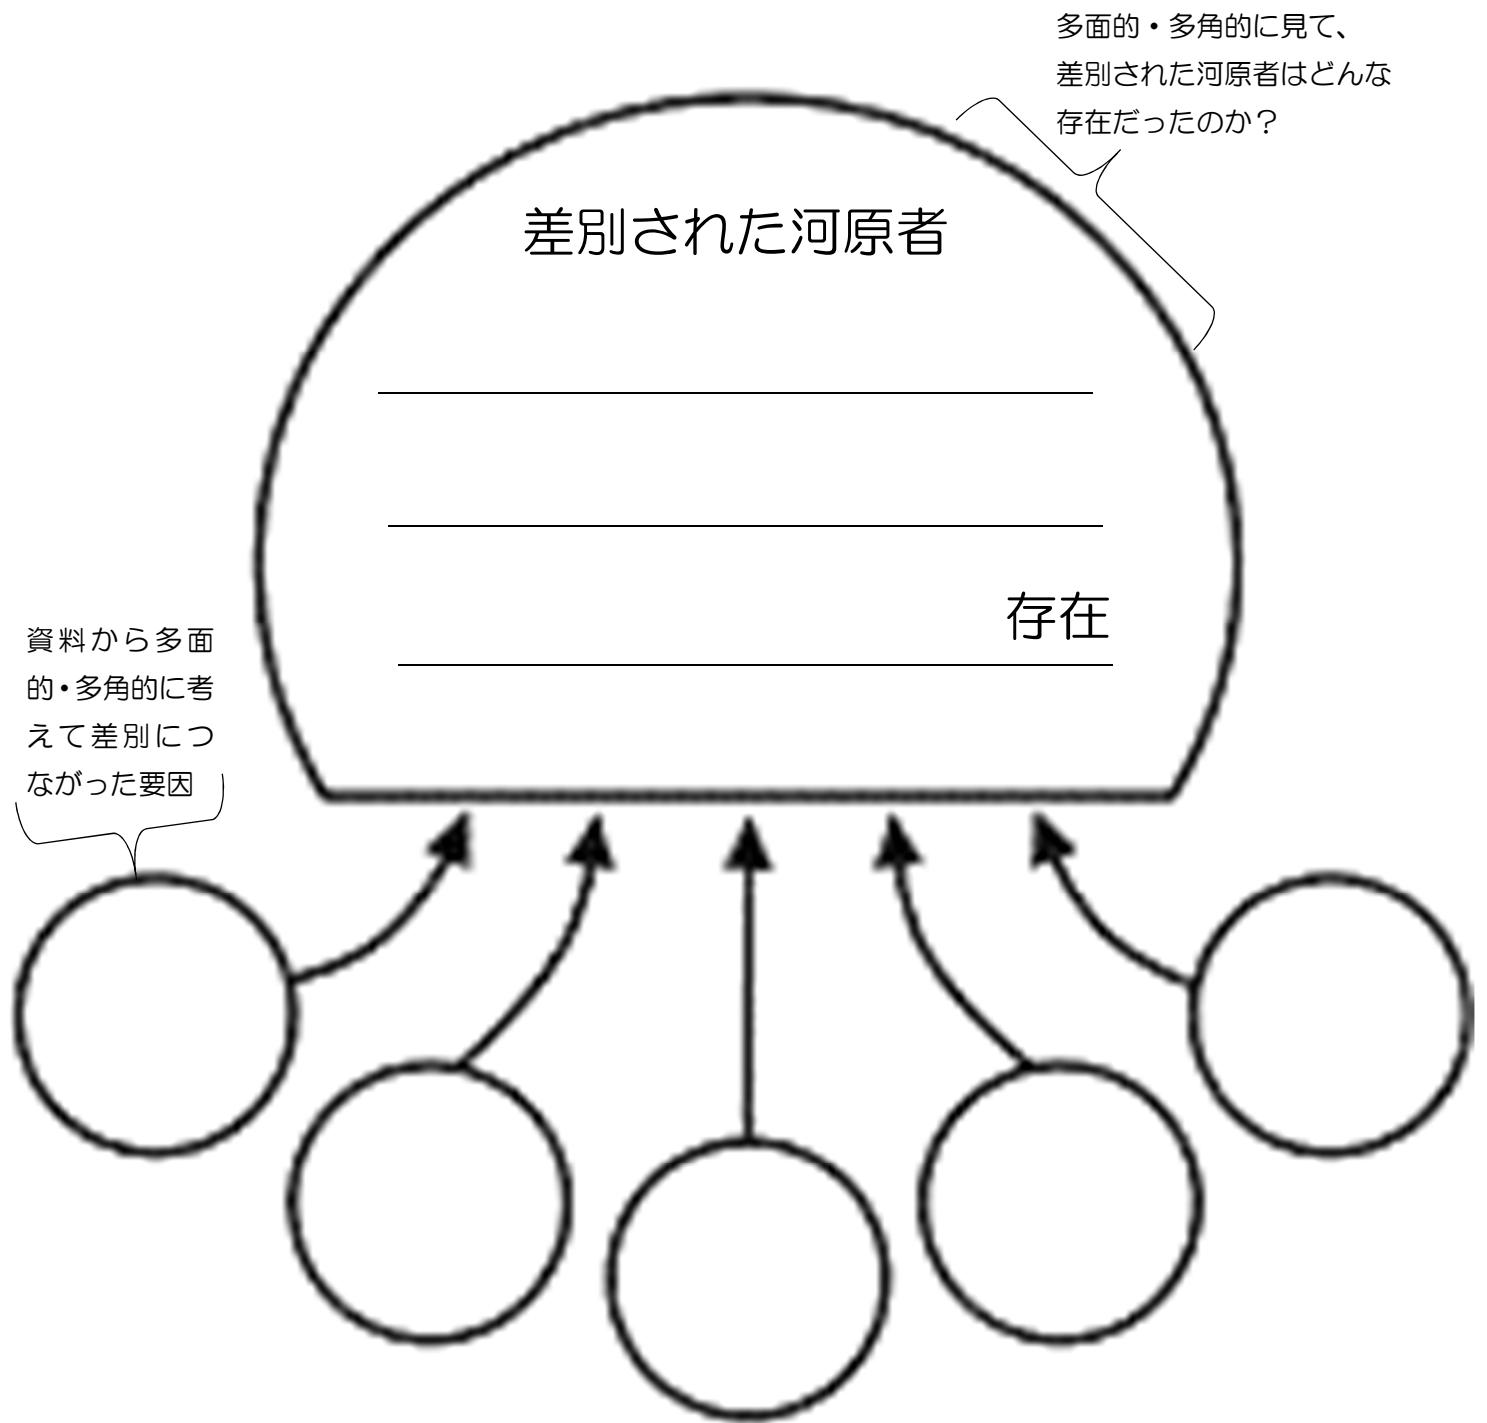 多面的・多角的に見て、
差別された河原者はどんな
存在だったのか？
差別された河原者
存在
資料から多面
的・多角的に考
えて差別につ
ながった要因